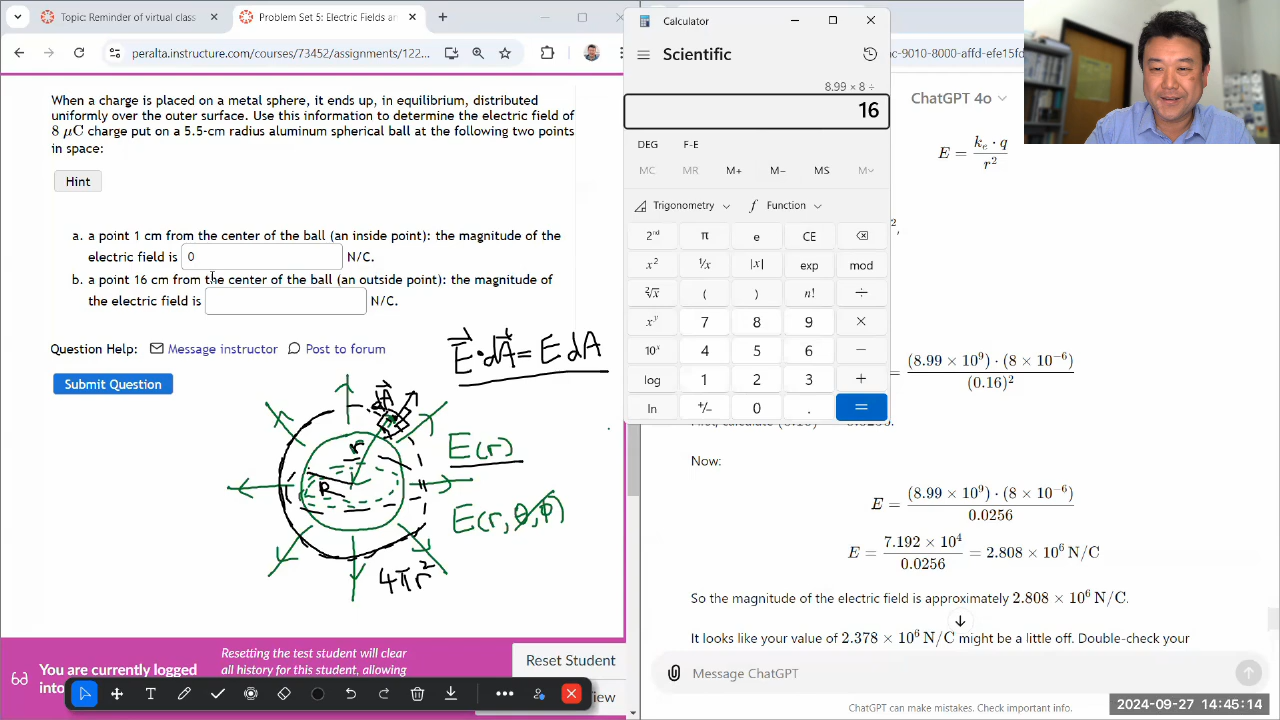 Topic Reminder of virtual class
Problem Set 5: Electric Fields an
peralta.instructure.com/courses/73452/assignments/122...
When a charge is placed on a metal sphere, it ends up, in equilibrium, distributed
uniformly over the outer surface. Use this information to determine the electric field of
8 μC charge put on a 5.5-cm radius aluminum spherical ball at the following two points
in space:
Hint
a. a point 1 cm from the center of the ball (an inside point): the magnitude of the
electric field is 0 N/C.
b. a point 16 cm from the center of the ball (an outside point): the magnitude of
the electric field is N/C.
Question Help: Message instructor Post to forum
Submit Question
E⃗·dA⃗ = E dA
dA⃗
r
R
E(r)
E(r, θ, φ)
4πr²
You are currently logged
into
Resetting the test student will clear
all history for this student, allowing
Reset Student
view
Calculator
Scientific
8.99 × 8 ÷
16
DEG F-E
MC MR M+ M− MS M˅
Trigonometry Function
2ⁿᵈ π e CE
x² ¹/x |x| exp mod
²√x ( ) n! ÷
xʸ 7 8 9 ×
10ˣ 4 5 6 −
log 1 2 3 +
ln +/− 0 . =
9c-9010-8000-affd-efe15fd
ChatGPT 4o
E = kₑ · q / r²
= (8.99 × 10⁹) · (8 × 10⁻⁶) / (0.16)²
Now:
E = (8.99 × 10⁹) · (8 × 10⁻⁶) / 0.0256
E = 7.192 × 10⁴ / 0.0256 = 2.808 × 10⁶ N/C
So the magnitude of the electric field is approximately 2.808 × 10⁶ N/C.
It looks like your value of 2.378 × 10⁶ N/C might be a little off. Double-check your
Message ChatGPT
ChatGPT can make mistakes. Check important info.
2024-09-27 14:45:14